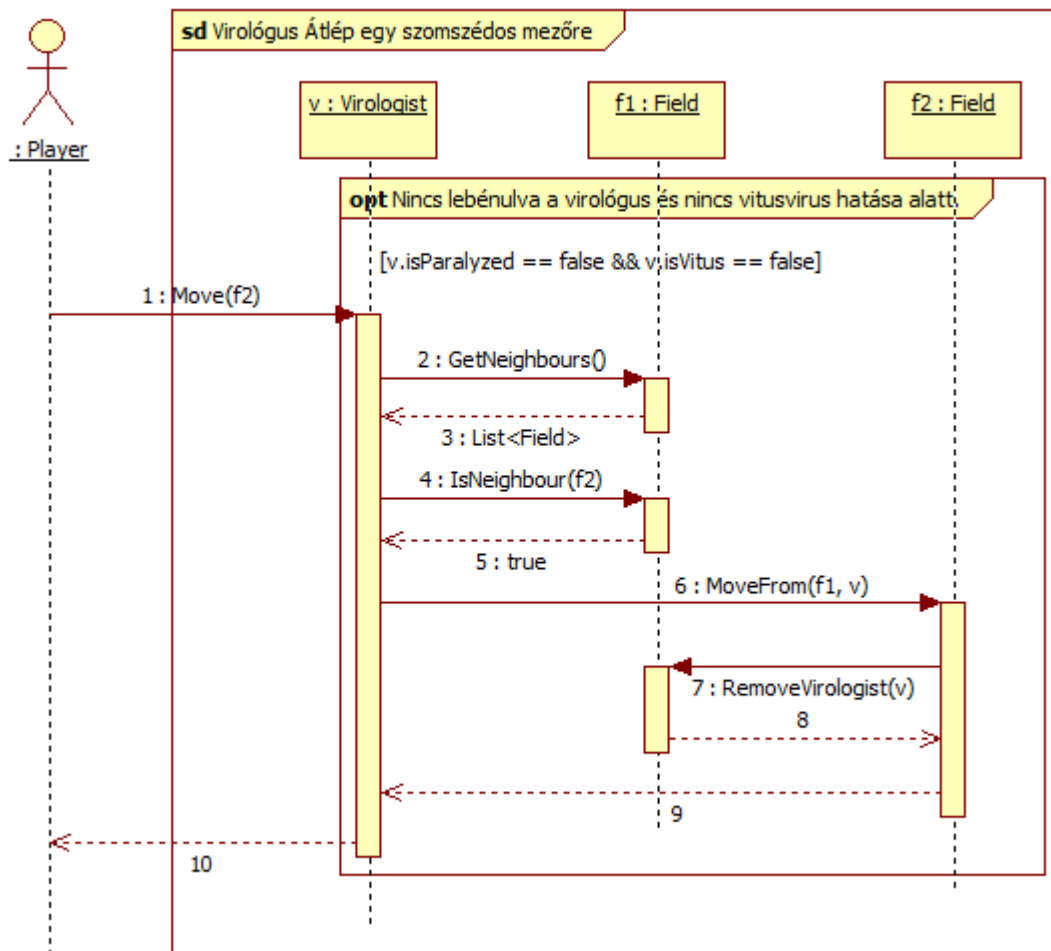 sd Virológus Átlép egy szomszédos mezőre
: Player
v : Virologist
f1 : Field
f2 : Field
opt Nincs lebénulva a virológus és nincs vitusvirus hatása alatt.
[v.isParalyzed == false && v.isVitus == false]
1 : Move(f2)
2 : GetNeighbours()
3 : List<Field>
4 : IsNeighbour(f2)
5 : true
6 : MoveFrom(f1, v)
7 : RemoveVirologist(v)
8
9
10